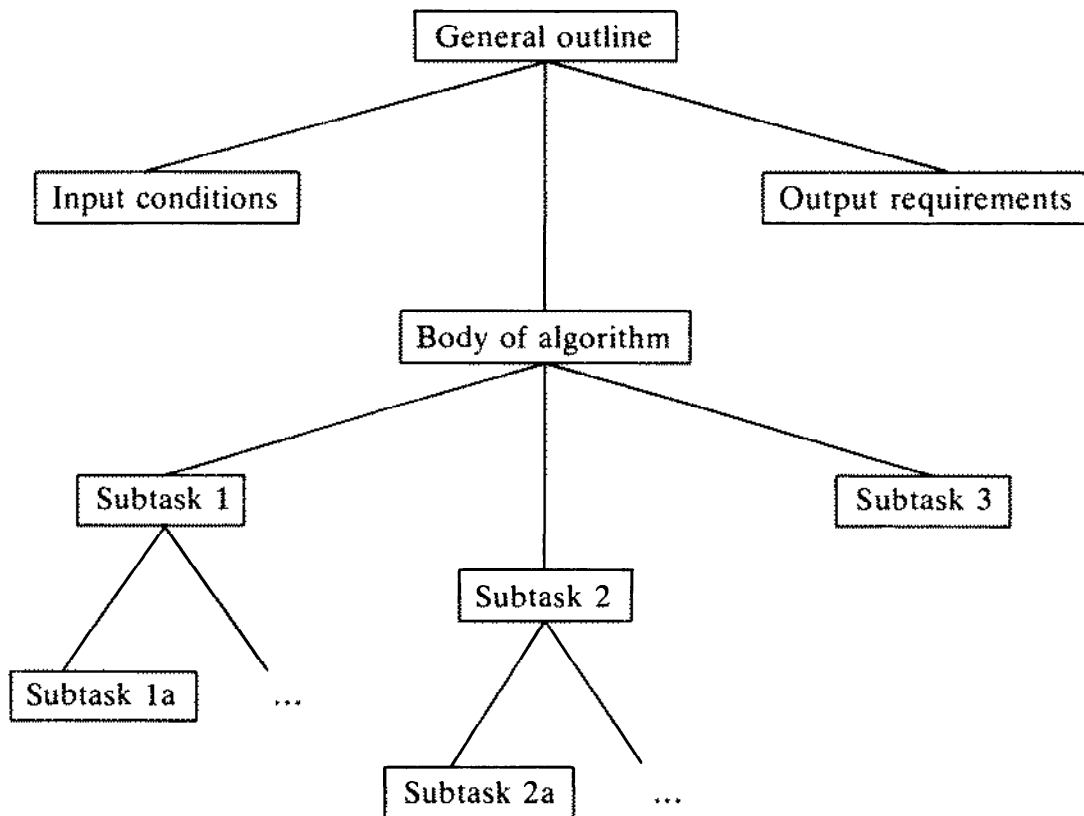 General outline
Input conditions
Output requirements
Body of algorithm
Subtask 1
Subtask 3
Subtask 2
Subtask 1a
...
Subtask 2a
...